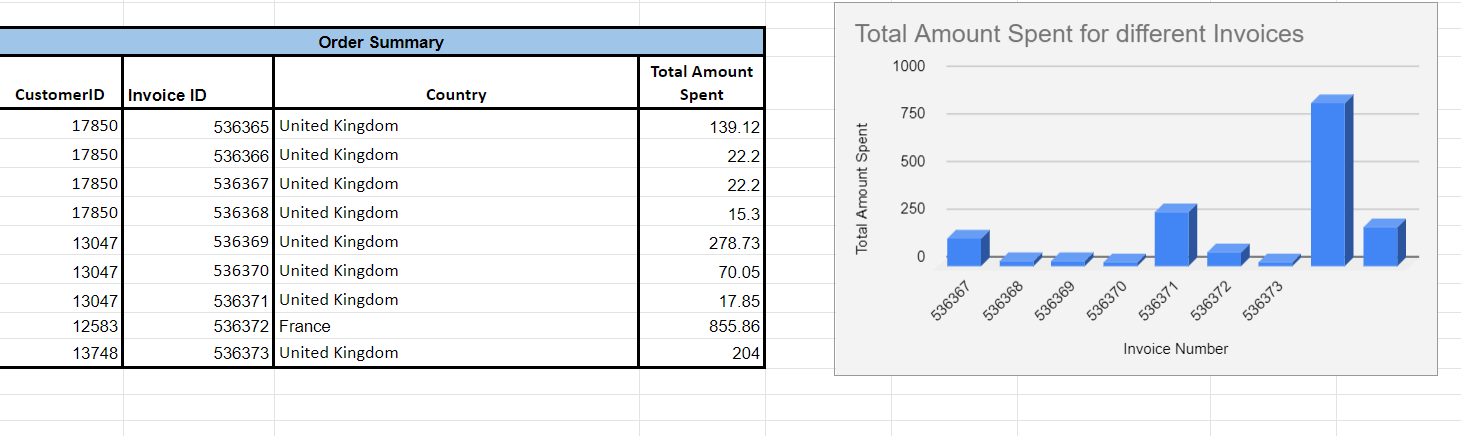 Order Summary
CustomerID Invoice ID Country Total Amount Spent
17850 536365 United Kingdom 139.12
17850 536366 United Kingdom 22.2
17850 536367 United Kingdom 22.2
17850 536368 United Kingdom 15.3
13047 536369 United Kingdom 278.73
13047 536370 United Kingdom 70.05
13047 536371 United Kingdom 17.85
12583 536372 France 855.86
13748 536373 United Kingdom 204
Total Amount Spent for different Invoices
Total Amount Spent
1000
750
500
250
0
536367 536368 536369 536370 536371 536372 536373
Invoice Number